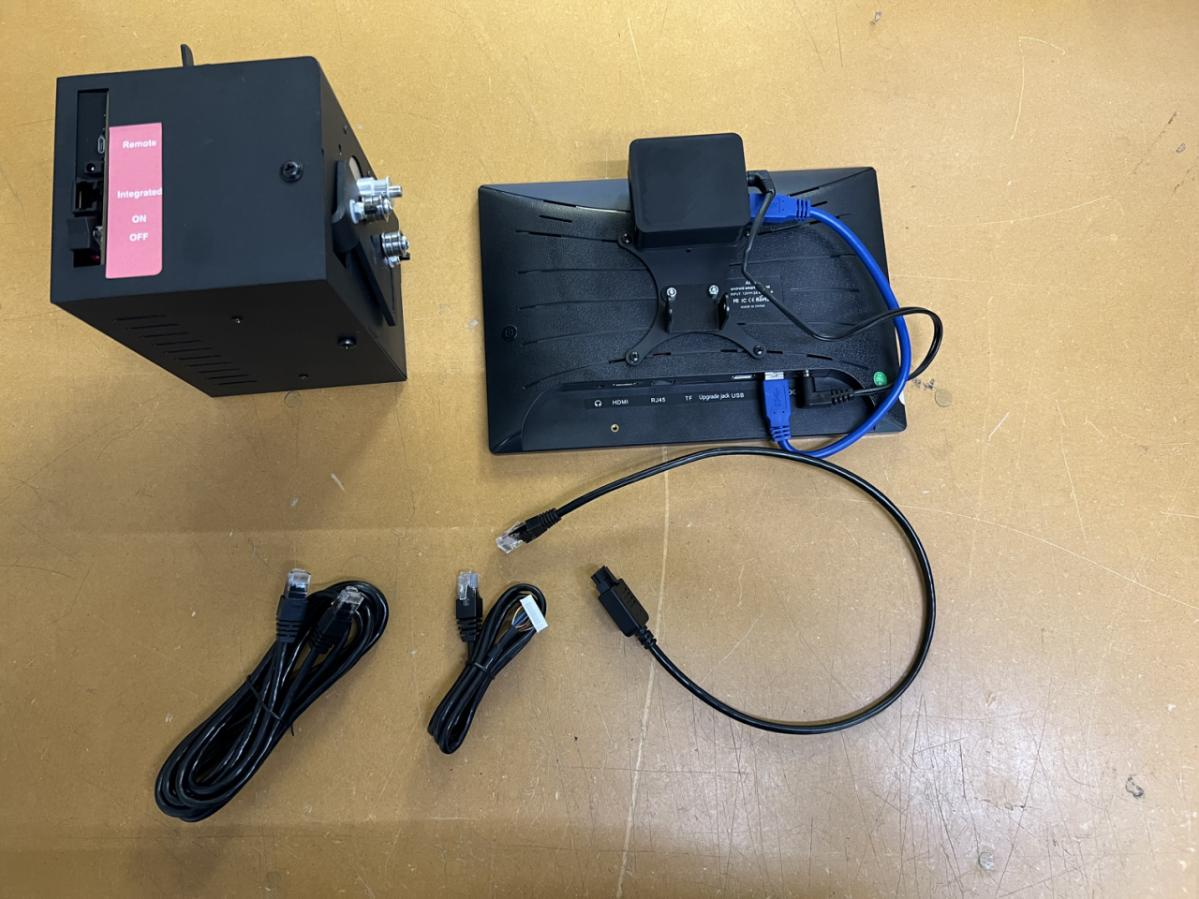 Remote
Integrated
ON
OFF
HDMI
RJ45
TF
Upgrade jack USB